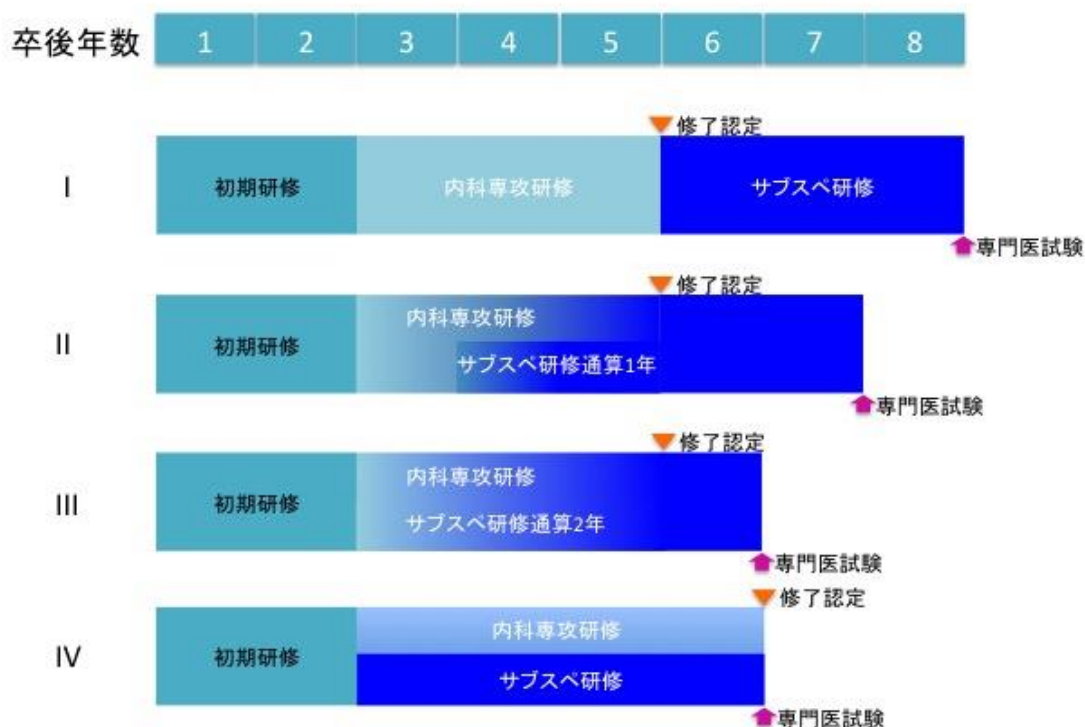 卒後年数 1 2 3 4 5 6 7 8
修了認定
I 初期研修 内科専攻研修 サブスペ研修
専門医試験
修了認定
内科専攻研修
II 初期研修
サブスペ研修通算1年
専門医試験
修了認定
内科専攻研修
III 初期研修
サブスペ研修通算2年
専門医試験
修了認定
内科専攻研修
IV 初期研修
サブスペ研修
専門医試験